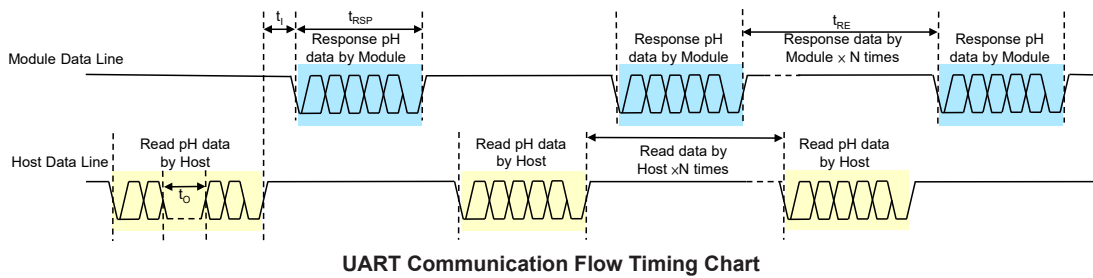 tI
tRSP
tRE
Response pH
data by Module
Response pH
data by Module
Response data by
Module × N times
Response pH
data by Module
Module Data Line
Read pH data
by Host
Read pH data
by Host
Read data by
Host ×N times
Read pH data
by Host
Host Data Line
tO
UART Communication Flow Timing Chart